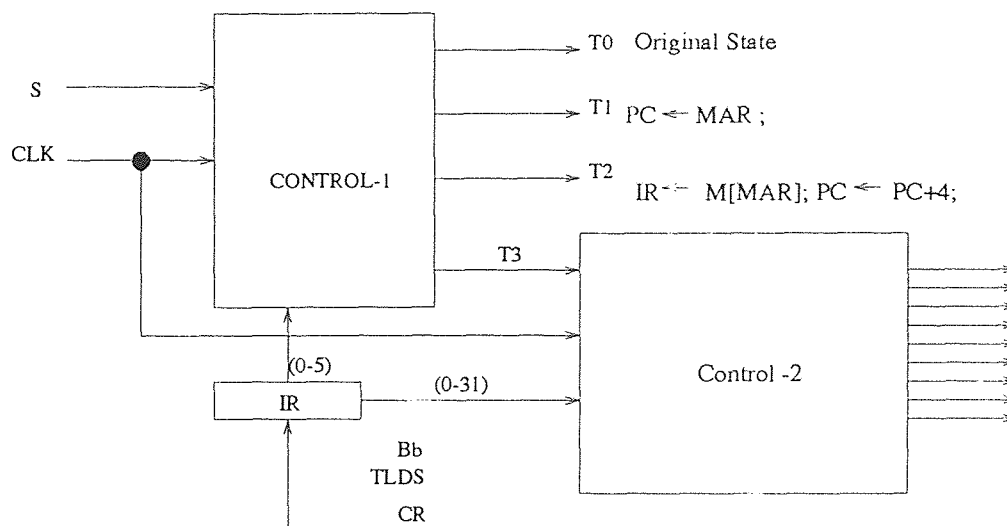 T0 Original State
S
T1 PC ← MAR ;
CLK
CONTROL-1
T2
IR ← M[MAR]; PC ← PC+4;
T3
(0-5)
Control -2
(0-31)
IR
Bb
TLDS
CR